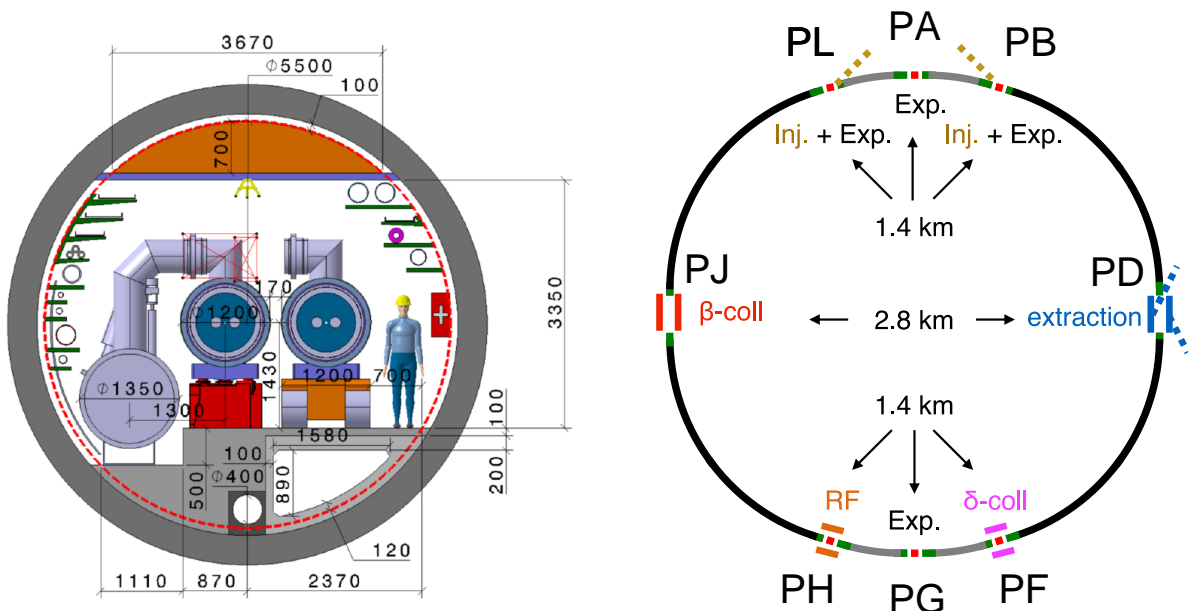 3670
Φ5500
100
700
3350
170
Φ1200
1430
1200
700
Φ1350
1300
1580
100
100
200
Φ400
500
890
120
1110
870
2370
PL
PA
PB
Exp.
Inj. + Exp.
Inj. + Exp.
1.4 km
PJ
PD
β-coll
2.8 km
extraction
1.4 km
RF
δ-coll
Exp.
PH
PG
PF